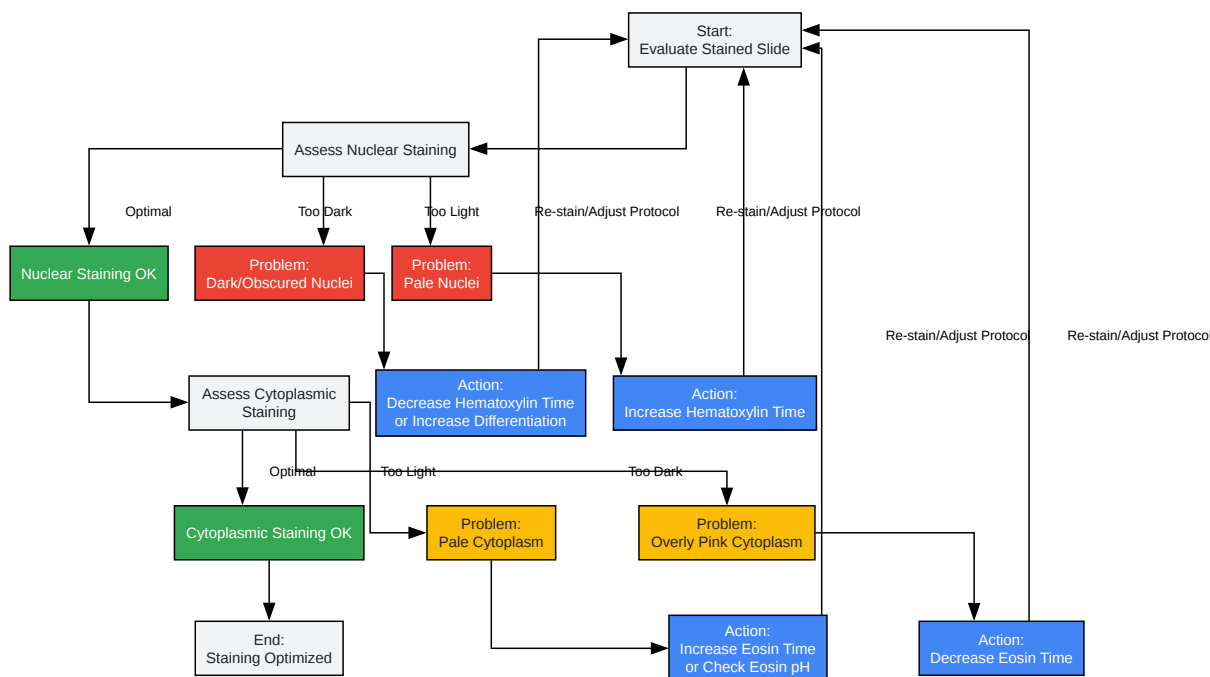 Start:
Evaluate Stained Slide
Assess Nuclear Staining
Optimal
Too Dark
Too Light
Re-stain/Adjust Protocol
Re-stain/Adjust Protocol
Nuclear Staining OK
Problem:
Dark/Obscured Nuclei
Problem:
Pale Nuclei
Re-stain/Adjust Protocol
Re-stain/Adjust Protocol
Assess Cytoplasmic
Staining
Action:
Decrease Hematoxylin Time
or Increase Differentiation
Action:
Increase Hematoxylin Time
Optimal
Too Light
Too Dark
Cytoplasmic Staining OK
Problem:
Pale Cytoplasm
Problem:
Overly Pink Cytoplasm
End:
Staining Optimized
Action:
Increase Eosin Time
or Check Eosin pH
Action:
Decrease Eosin Time